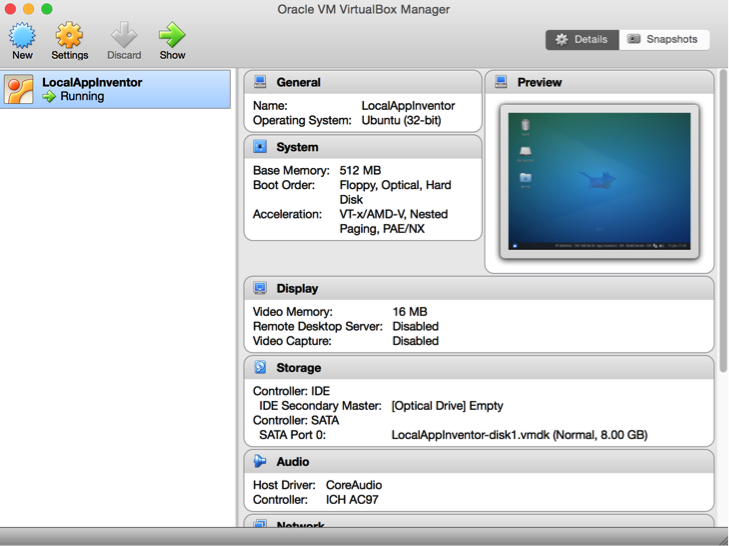 Oracle VM VirtualBox Manager
New
Settings
Discard
Show
Details
Snapshots
LocalAppInventor
Running
General
Name: LocalAppInventor
Operating System: Ubuntu (32-bit)
System
Base Memory: 512 MB
Boot Order: Floppy, Optical, Hard
Disk
Acceleration: VT-x/AMD-V, Nested
Paging, PAE/NX
Preview
Display
Video Memory: 16 MB
Remote Desktop Server: Disabled
Video Capture: Disabled
Storage
Controller: IDE
IDE Secondary Master: [Optical Drive] Empty
Controller: SATA
SATA Port 0: LocalAppInventor-disk1.vmdk (Normal, 8.00 GB)
Audio
Host Driver: CoreAudio
Controller: ICH AC97
Network